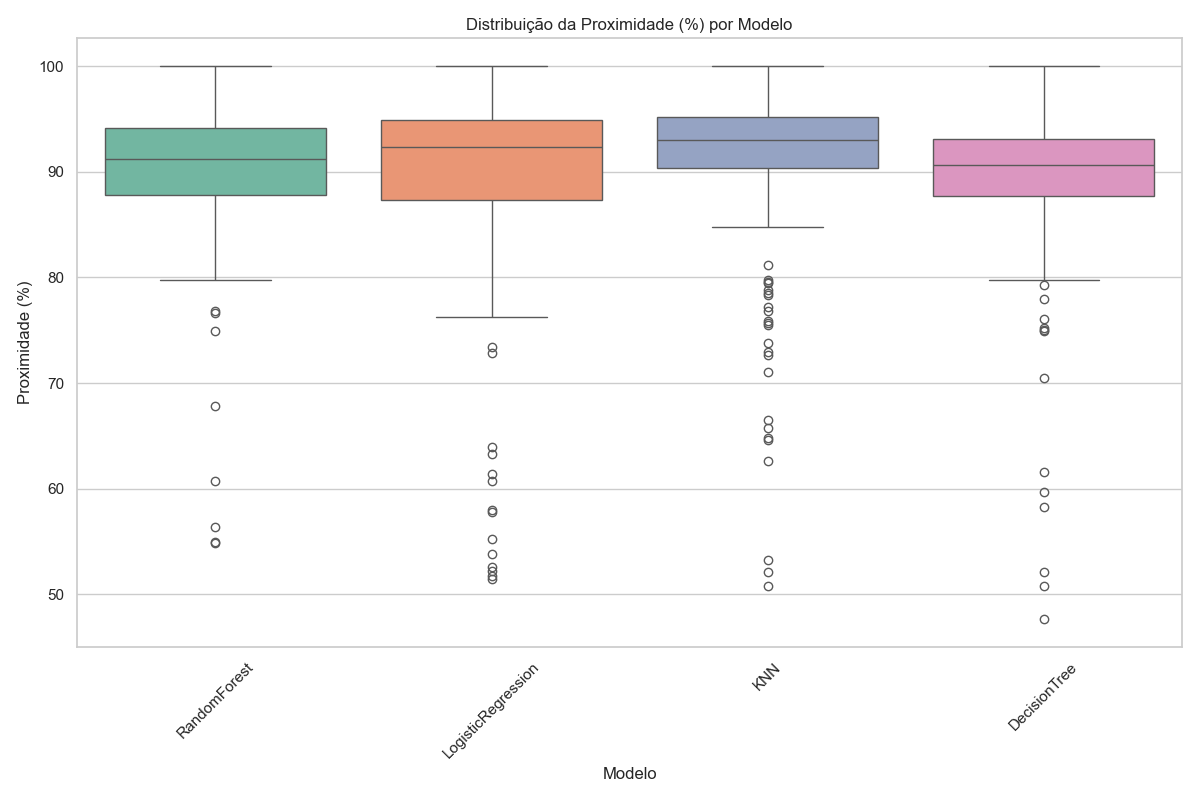 Distribuição da Proximidade (%) por Modelo
100
90
80
70
60
50
Proximidade (%)
RandomForest
LogisticRegression
KNN
DecisionTree
Modelo